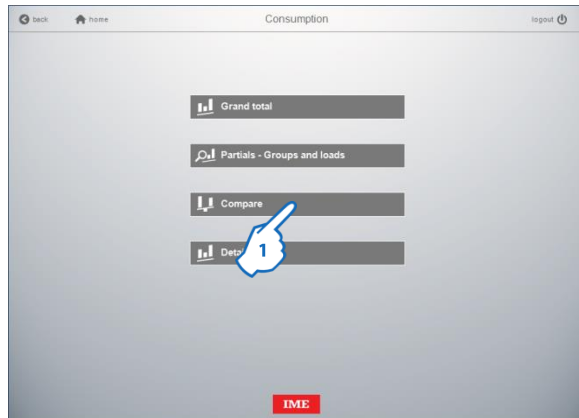 back
home
Consumption
logout
Grand total
Partials - Groups and loads
Compare
Deta
1
IME